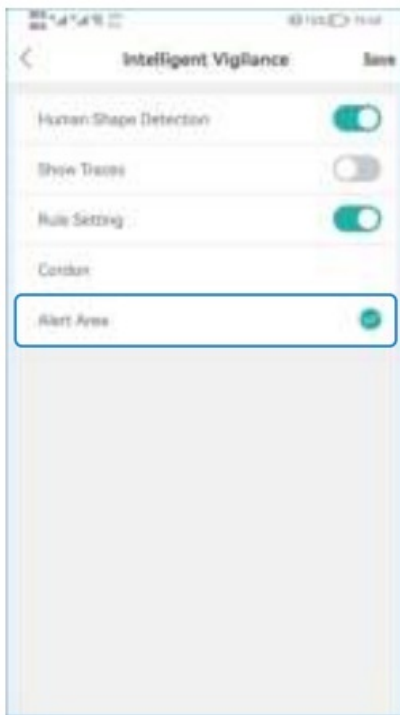 Intelligent Vigilance Save
Human Shape Detection
Show Traces
Rule Setting
Cordon
Alert Area